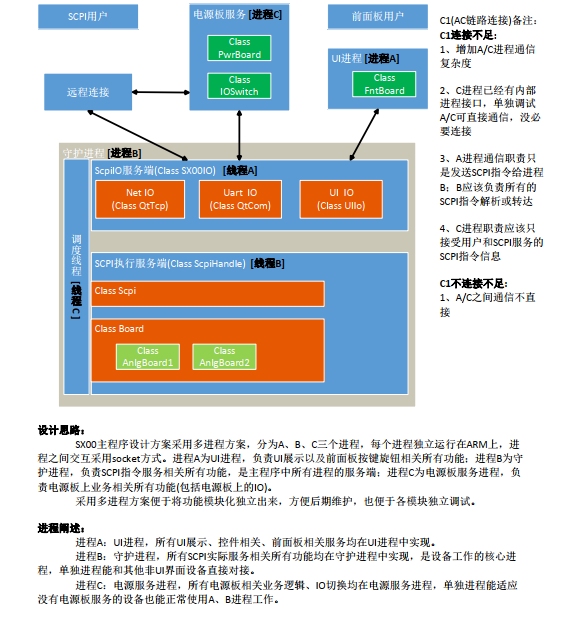 SCPI用户
电源板服务 [进程C]
前面板用户
Class
PwrBoard
Class
IOSwitch
UI进程 [进程A]
Class
FntBoard
远程连接
C1(AC链路连接)备注：
C1连接不足：
1、增加A/C进程通信
复杂度
2、C进程已经有内部
进程接口，单独调试
A/C可直接通信，没必
要连接
3、A进程通信职责只
是发送SCPI指令给进程
B；B应该负责所有的
SCPI指令解析或转达
4、C进程职责应该只
接受用户和SCPI服务的
SCPI指令信息
C1不连接不足：
1、A/C之间通信不直
接
守护进程 [进程B]
ScpiIO服务端(Class SX00IO) [线程A]
Net IO
(Class QtTcp)
Uart IO
(Class QtCom)
UI IO
(Class UIIo)
调度线程 [线程C]
SCPI执行服务端(Class ScpiHandle) [线程B]
Class Scpi
Class Board
Class
AnlgBoard1
Class
AnlgBoard2
设计思路：
SX00主程序设计方案采用多进程方案，分为A、B、C三个进程，每个进程独立运行在ARM上，进
程之间交互采用socket方式。进程A为UI进程，负责UI展示以及前面板按键旋钮相关所有功能；进程B为守
护进程，负责SCPI指令服务相关所有功能，是主程序中所有进程的服务端；进程C为电源板服务进程，负
责电源板上业务相关所有功能(包括电源板上的IO)。
采用多进程方案便于将功能模块化独立出来，方便后期维护，也便于各模块独立调试。
进程阐述：
进程A：UI进程，所有UI展示、控件相关、前面板相关服务均在UI进程中实现。
进程B：守护进程，所有SCPI实际服务相关所有功能均在守护进程中实现，是设备工作的核心进
程，单独进程能和其他非UI界面设备直接对接。
进程C：电源服务进程，所有电源板相关业务逻辑、IO切换均在电源服务进程，单独进程能适应
没有电源板服务的设备也能正常使用A、B进程工作。